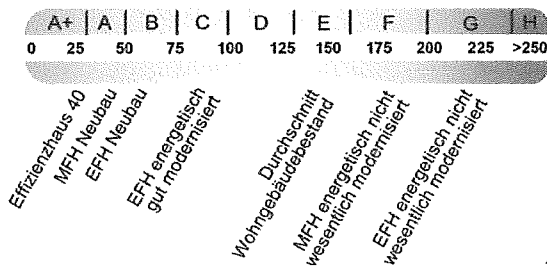 A+ A B C D E F G H
0 25 50 75 100 125 150 175 200 225 >250
Effizienzhaus 40
MFH Neubau
EFH Neubau
EFH energetisch
gut modernisiert
Durchschnitt
Wohngebäudebestand
MFH energetisch nicht
wesentlich modernisiert
EFH energetisch nicht
wesentlich modernisiert